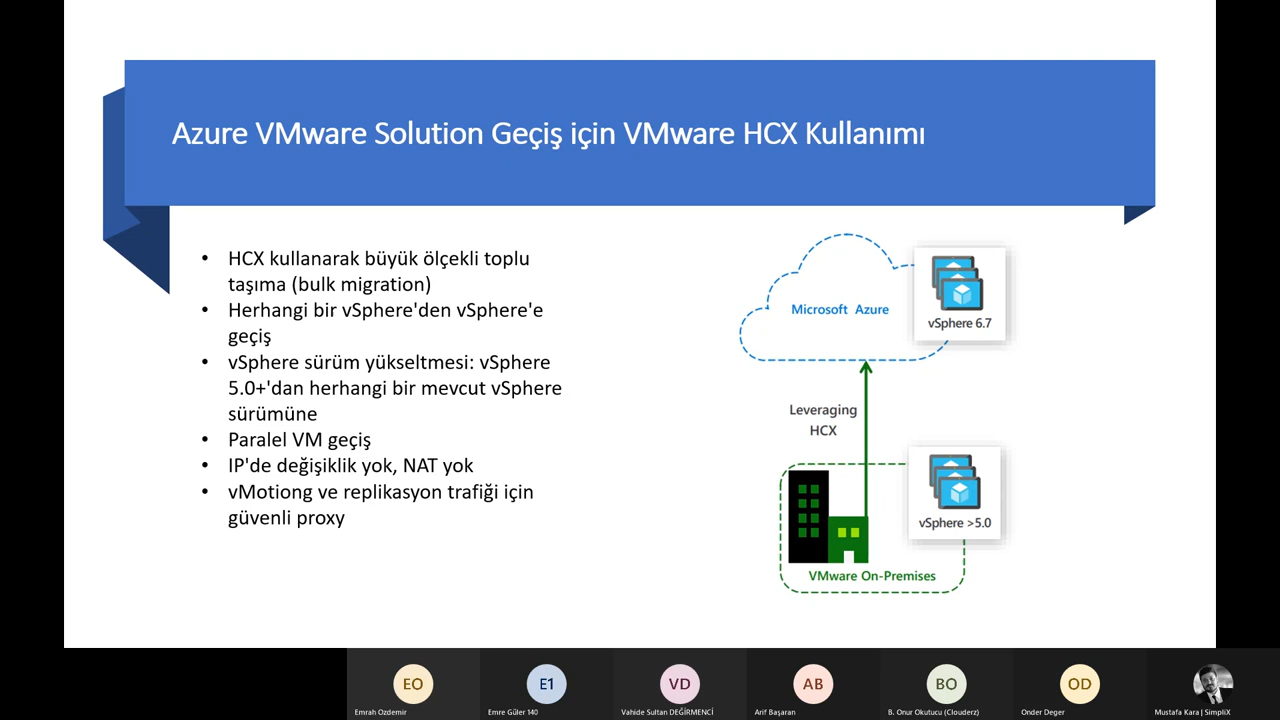 Azure VMware Solution Geçiş için VMware HCX Kullanımı
• HCX kullanarak büyük ölçekli toplu
taşıma (bulk migration)
• Herhangi bir vSphere'den vSphere'e
geçiş
• vSphere sürüm yükseltmesi: vSphere
5.0+'dan herhangi bir mevcut vSphere
sürümüne
• Paralel VM geçiş
• IP'de değişiklik yok, NAT yok
• vMotiong ve replikasyon trafiği için
güvenli proxy
Microsoft Azure
vSphere 6.7
Leveraging
HCX
vSphere >5.0
VMware On-Premises
EO
Emrah Ozdemir
E1
Emre Güler 140
VD
Vahide Sultan DEĞİRMENCİ
AB
Arif Başaran
BO
B. Onur Okutucu (Clouderz)
OD
Onder Deger
Mustafa Kara | SimpliX